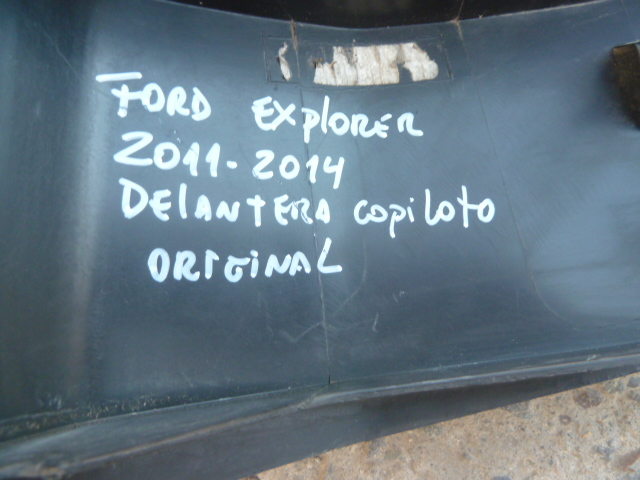 FORD EXPlORER
2011-2014
DElANTERA copiloto
ORIGINAL